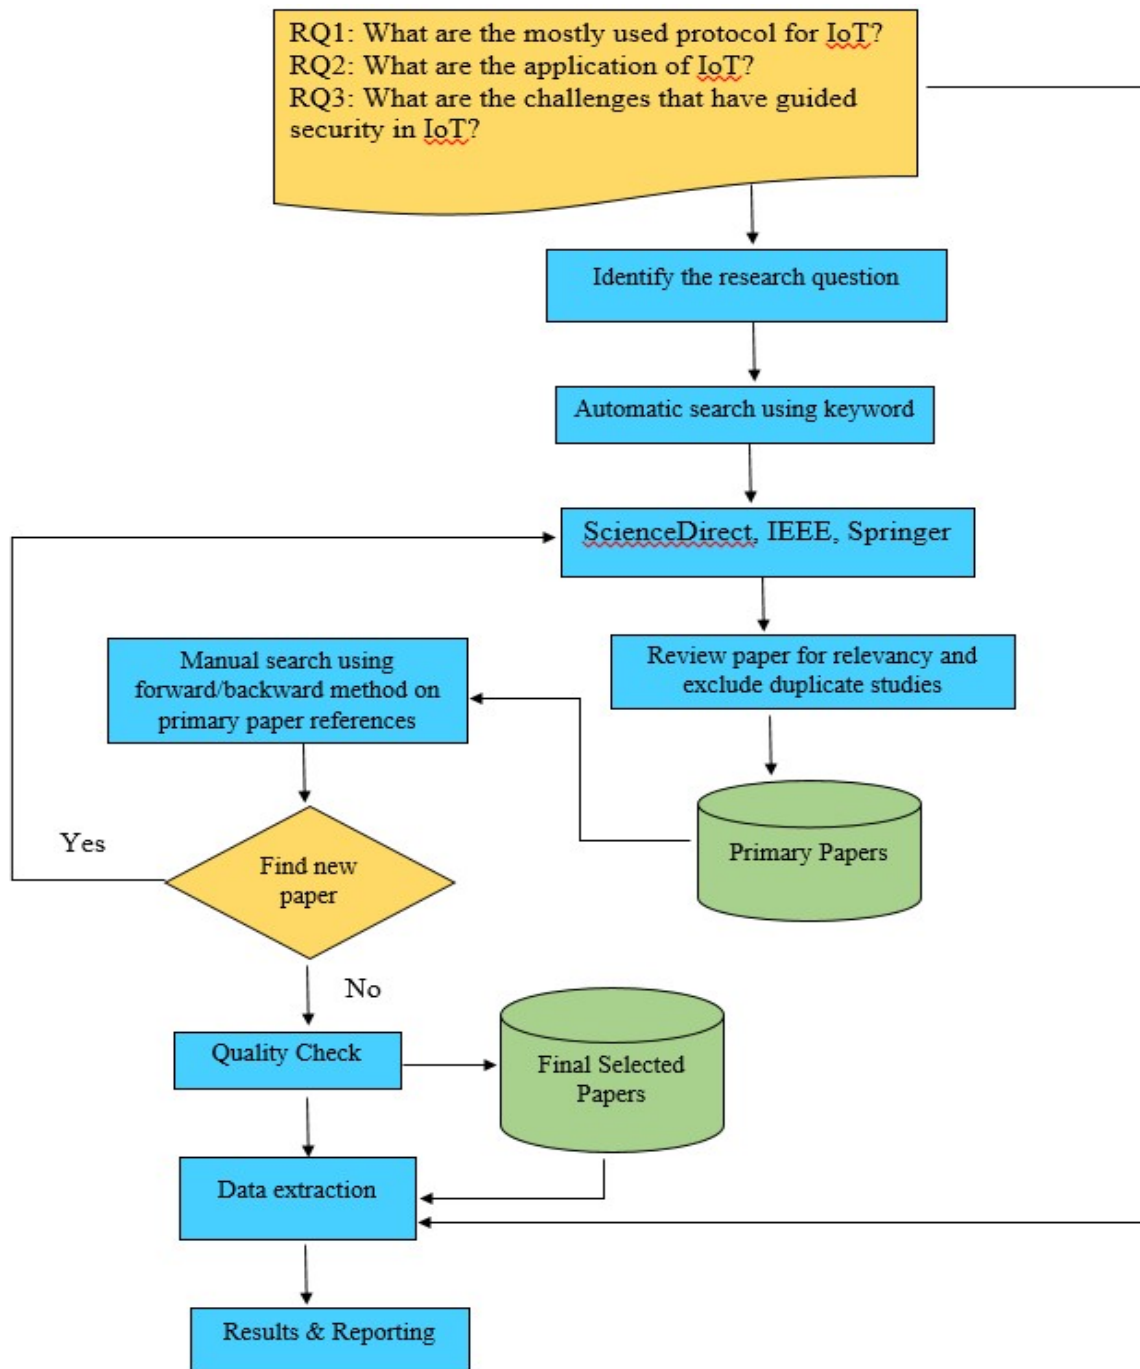 RQ1: What are the mostly used protocol for IoT?
RQ2: What are the application of IoT?
RQ3: What are the challenges that have guided
security in IoT?
Identify the research question
Automatic search using keyword
ScienceDirect, IEEE, Springer
Review paper for relevancy and
exclude duplicate studies
Manual search using
forward/backward method on
primary paper references
Primary Papers
Yes
Find new
paper
No
Quality Check
Final Selected
Papers
Data extraction
Results & Reporting